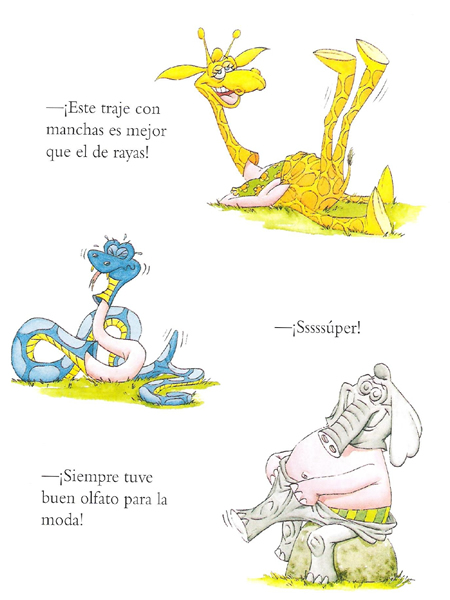 —¡Este traje con
manchas es mejor
que el de rayas!
—¡Sssssúper!
—¡Siempre tuve
buen olfato para la
moda!